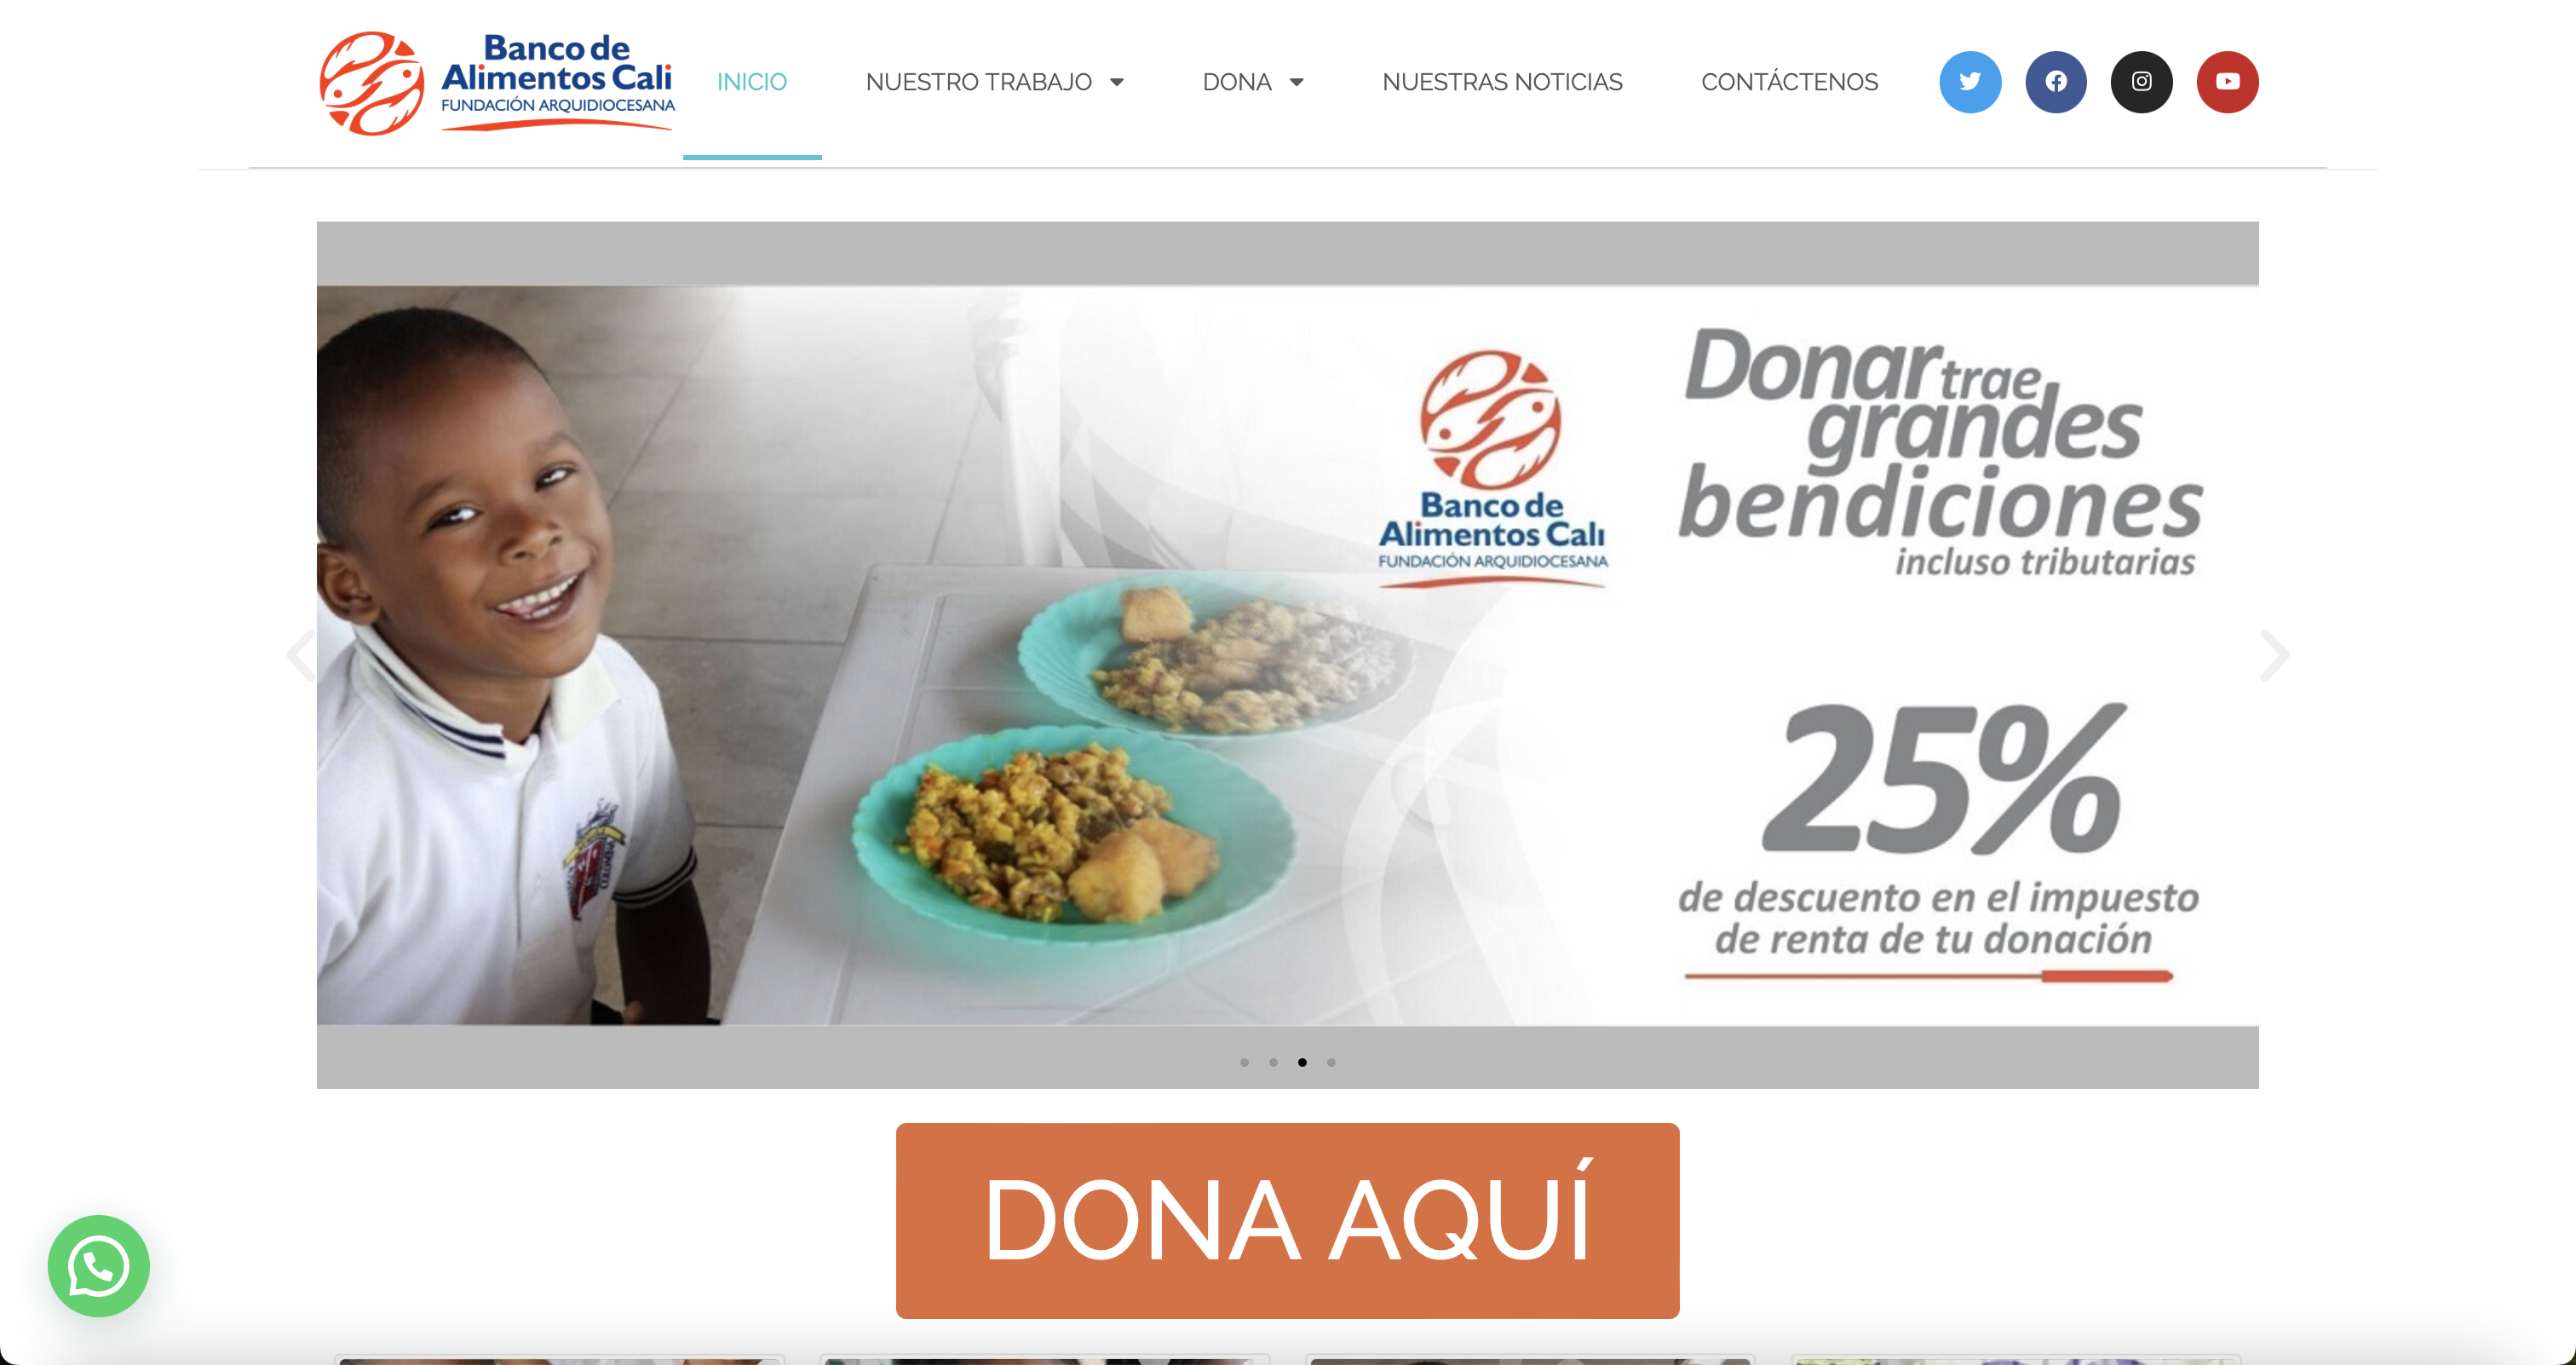 Banco de
Alimentos Cali
FUNDACIÓN ARQUIDIOCESANA
INICIO
NUESTRO TRABAJO
DONA
NUESTRAS NOTICIAS
CONTÁCTENOS
Banco de
Alimentos Cali
FUNDACIÓN ARQUIDIOCESANA
Donar trae
grandes
bendiciones
incluso tributarias
25%
de descuento en el impuesto
de renta de tu donación
DONA AQUÍ